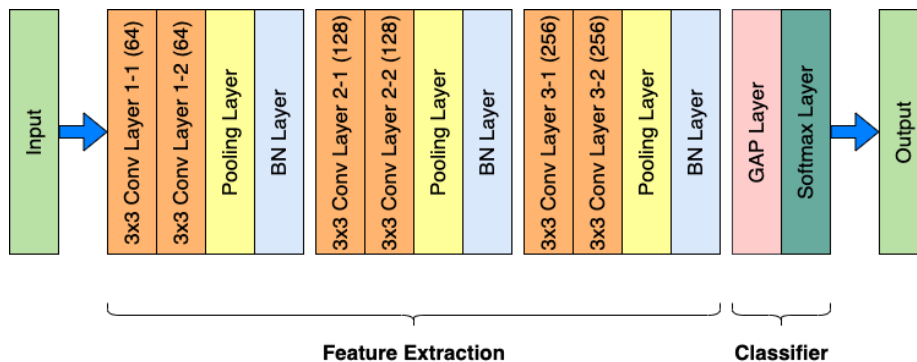 Input
3x3 Conv Layer 1-1 (64)
3x3 Conv Layer 1-2 (64)
Pooling Layer
BN Layer
3x3 Conv Layer 2-1 (128)
3x3 Conv Layer 2-2 (128)
Pooling Layer
BN Layer
3x3 Conv Layer 3-1 (256)
3x3 Conv Layer 3-2 (256)
Pooling Layer
BN Layer
GAP Layer
Softmax Layer
Output
Feature Extraction
Classifier